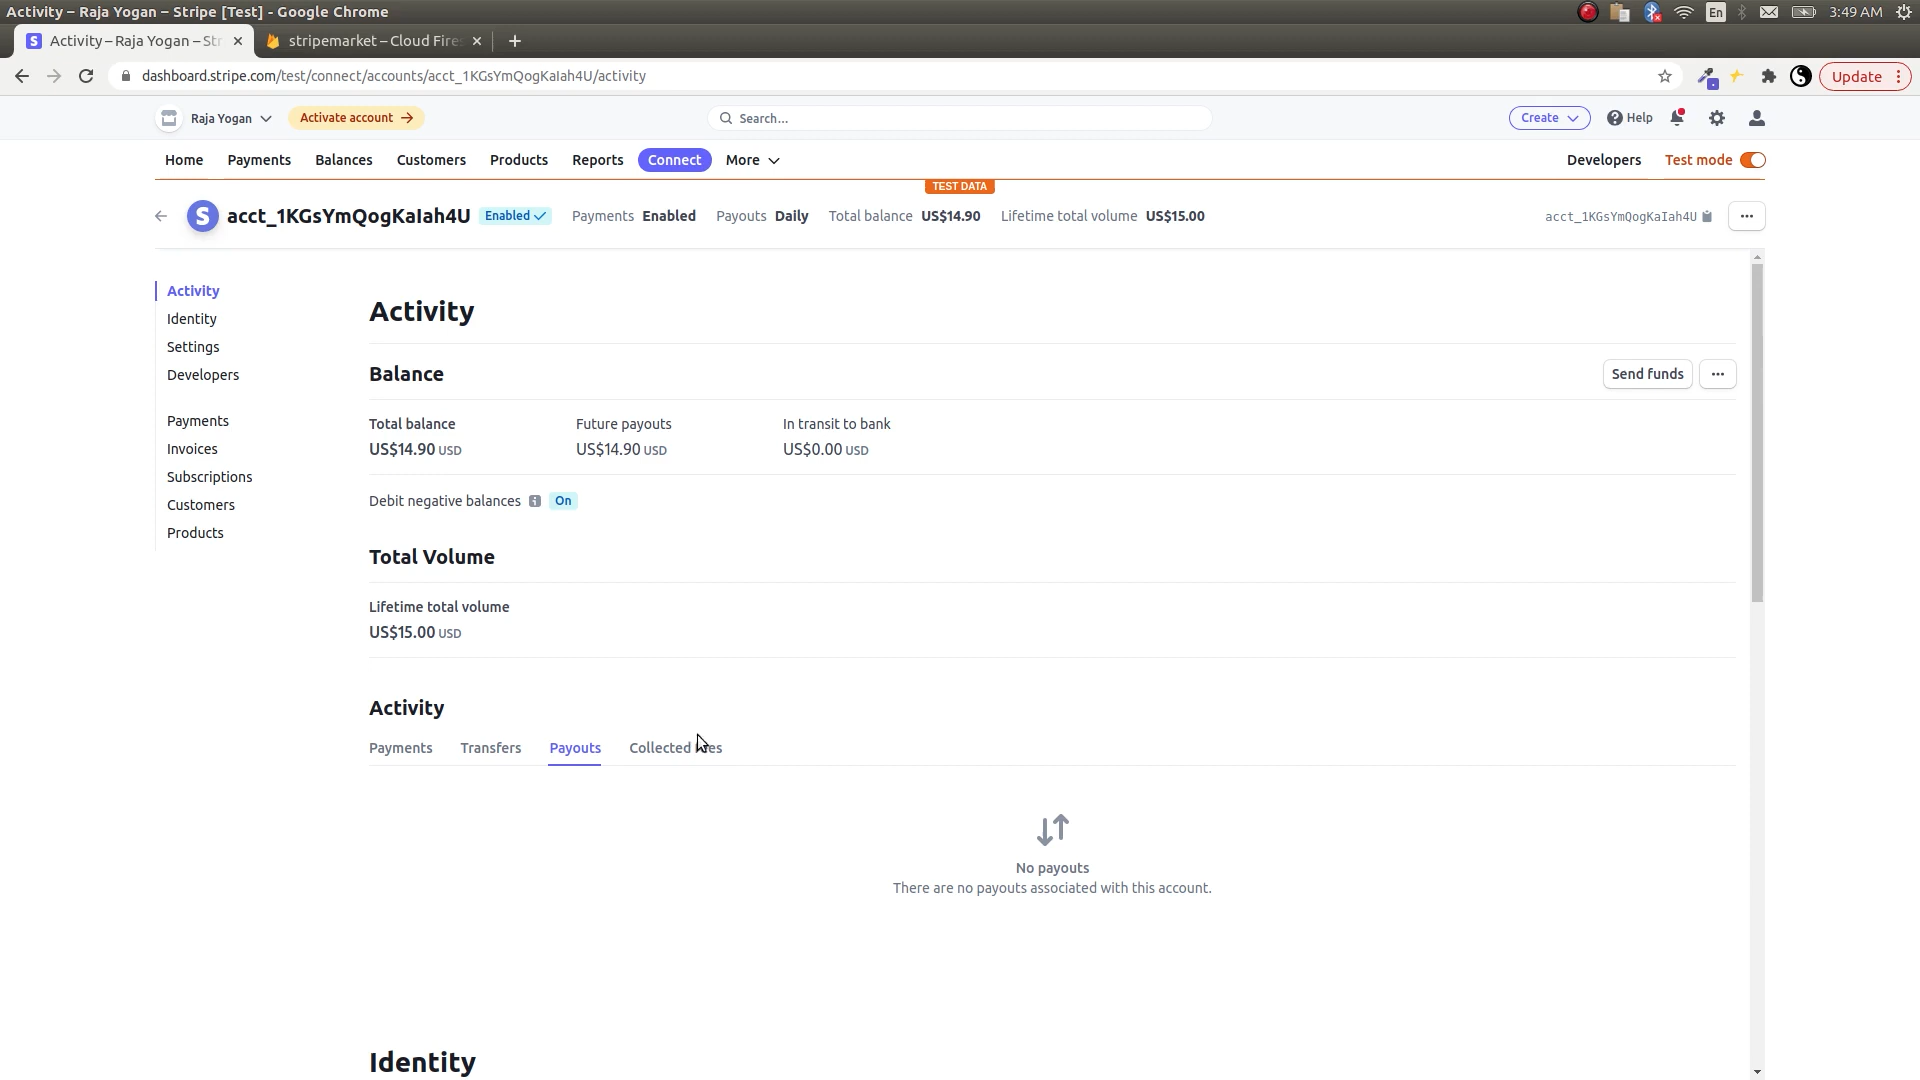 Activity – Raja Yogan – Stripe [Test] - Google Chrome
En
3:49 AM
Activity – Raja Yogan – Str
stripemarket – Cloud Fire
dashboard.stripe.com/test/connect/accounts/acct_1KGsYmQogKaIah4U/activity
Update
Raja Yogan
Activate account →
Search...
Create
Help
Home
Payments
Balances
Customers
Products
Reports
Connect
More
Developers
Test mode
TEST DATA
S
acct_1KGsYmQogKaIah4U
Enabled ✓
Payments Enabled
Payouts Daily
Total balance US$14.90
Lifetime total volume US$15.00
acct_1KGsYmQogKaIah4U
Activity
Identity
Settings
Developers
Payments
Invoices
Subscriptions
Customers
Products
Activity
Balance
Send funds
Total balance
Future payouts
In transit to bank
US$14.90 USD
US$14.90 USD
US$0.00 USD
Debit negative balances
On
Total Volume
Lifetime total volume
US$15.00 USD
Activity
Payments
Transfers
Payouts
Collected
No payouts
There are no payouts associated with this account.
Identity